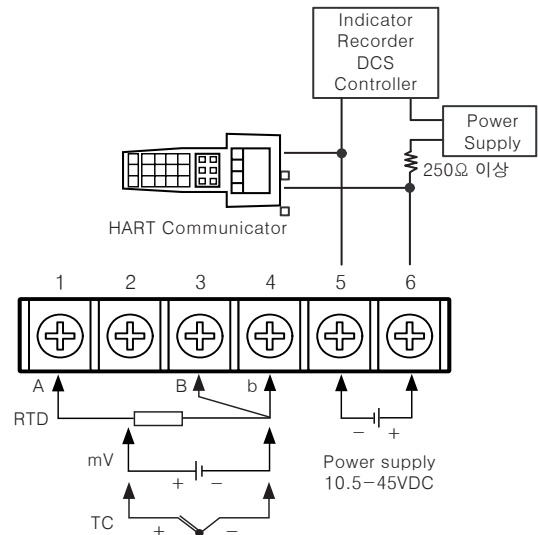 Indicator
Recorder
DCS
Controller
Power
Supply
250Ω 이상
HART Communicator
1 2 3 4 5 6
A B b
RTD
- +
mV
+ -
Power supply
10.5-45VDC
TC
+ -